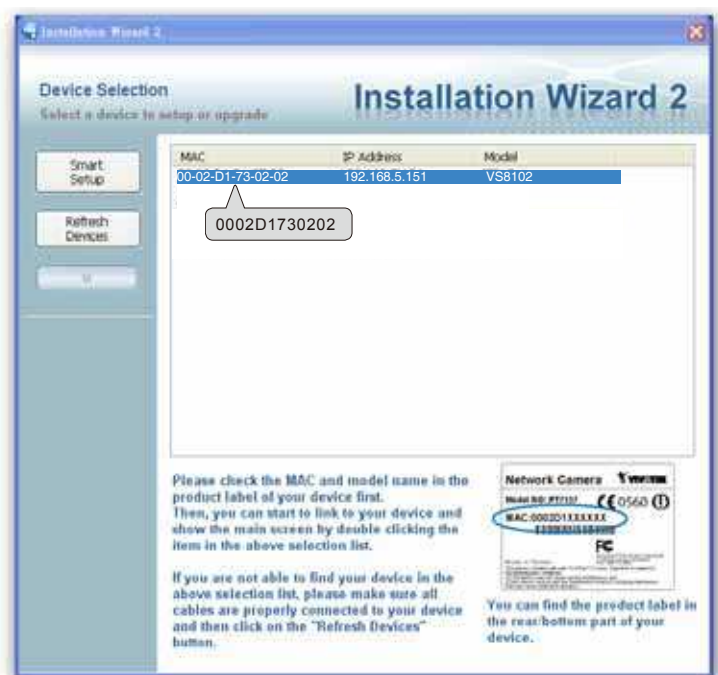 Installation Wizard 2
Device Selection
Select a device to setup or upgrade
Installation Wizard 2
Smart
Setup
Refresh
Devices
MAC IP Address Model
00-02-D1-73-02-02 192.168.5.151 VS8102
0002D1730202
Please check the MAC and model name in the
product label of your device first.
Then, you can start to link to your device and
show the main screen by double clicking the
item in the above selection list.
If you are not able to find your device in the
above selection list, please make sure all
cables are properly connected to your device
and then click on the "Refresh Devices"
button.
Network Camera VIVOTEK
Model NO: PT7137 CE 0560
MAC:0002D1XXXXXX
FC
You can find the product label in
the rear/bottom part of your
device.